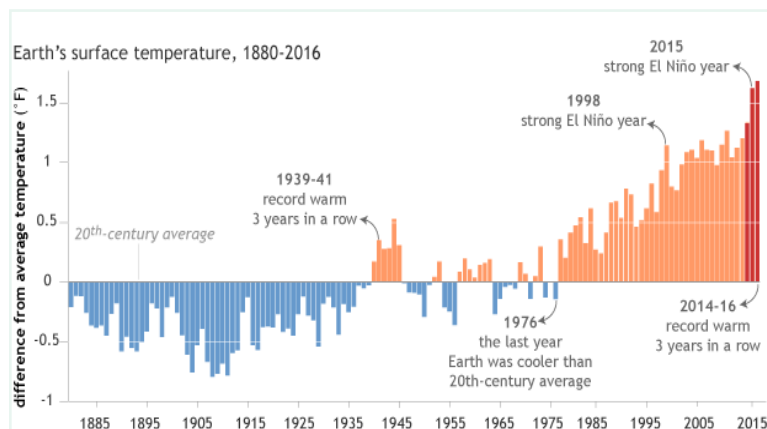 Earth's surface temperature, 1880-2016
difference from average temperature (°F)
1.5
1
0.5
0
-0.5
-1
20th-century average
1939-41
record warm
3 years in a row
1998
strong El Niño year
2015
strong El Niño year
1976
the last year
Earth was cooler than
20th-century average
2014-16
record warm
3 years in a row
1885 1895 1905 1915 1925 1935 1945 1955 1965 1975 1985 1995 2005 2015